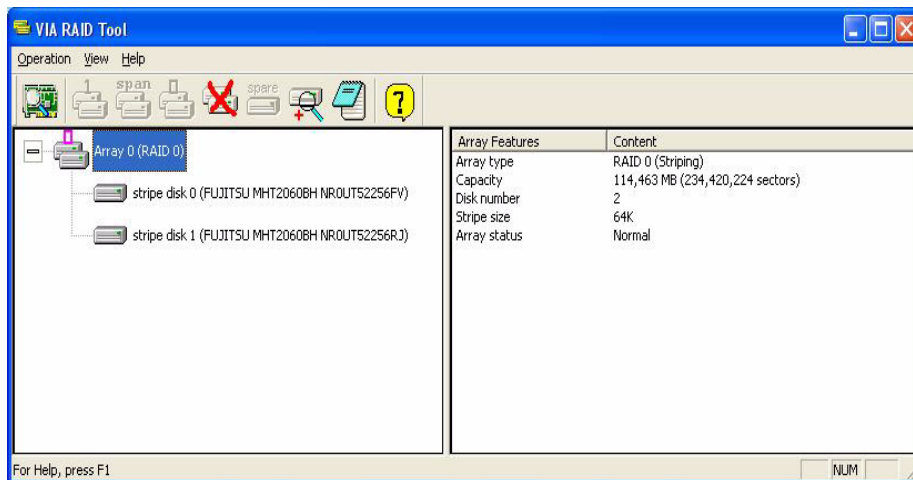 VIA RAID Tool
Operation View Help
1 span spare ?
Array 0 (RAID 0)
stripe disk 0 (FUJITSU MHT2060BH NR0UT52256FV)
stripe disk 1 (FUJITSU MHT2060BH NR0UT52256RJ)
Array Features Content
Array type RAID 0 (Striping)
Capacity 114,463 MB (234,420,224 sectors)
Disk number 2
Stripe size 64K
Array status Normal
For Help, press F1 NUM